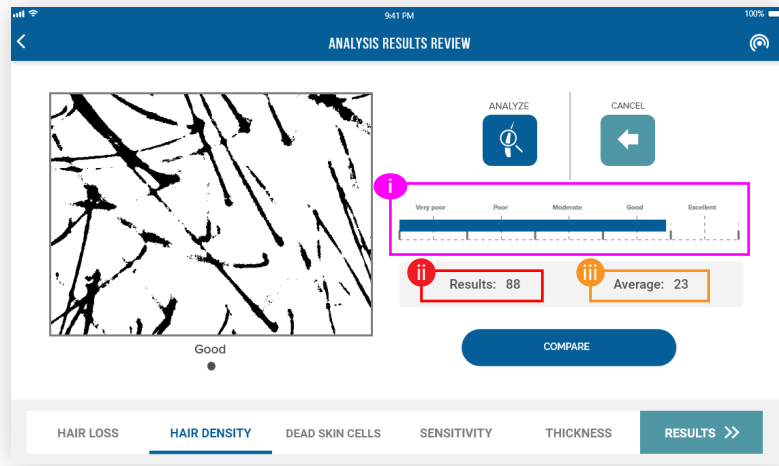 9:41 PM
100%
ANALYSIS RESULTS REVIEW
ANALYZE
CANCEL
i
Very poor Poor Moderate Good Excellent
ii
Results: 88
iii
Average: 23
Good
COMPARE
HAIR LOSS HAIR DENSITY DEAD SKIN CELLS SENSITIVITY THICKNESS RESULTS >>